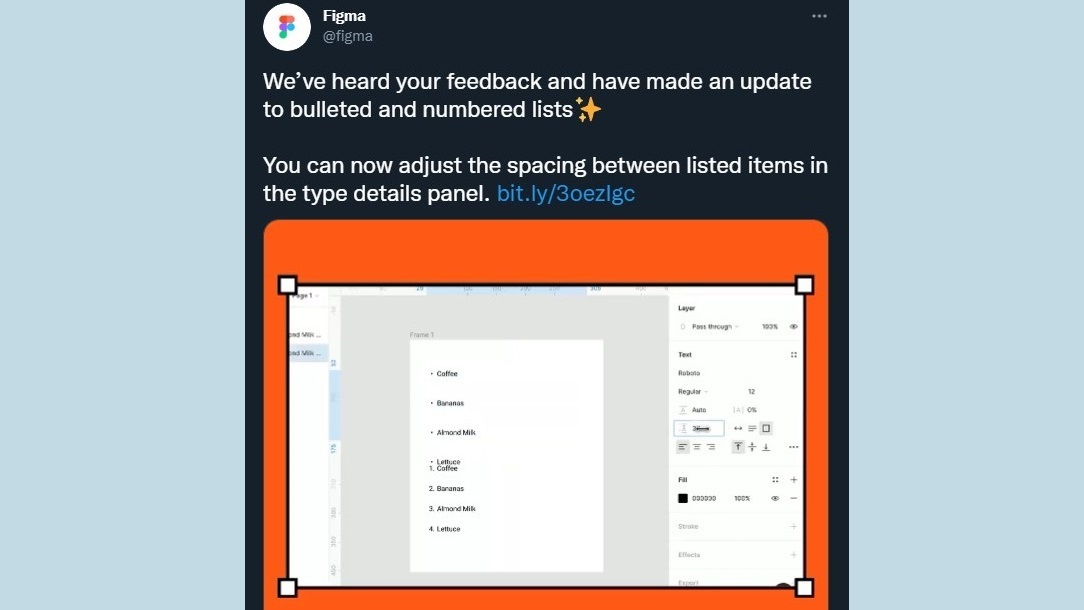 Figma
@figma
We’ve heard your feedback and have made an update
to bulleted and numbered lists✨
You can now adjust the spacing between listed items in
the type details panel. bit.ly/3oezIgc
Page 1
ond Milk ...
ond Milk ...
Frame 1
• Coffee
• Bananas
• Almond Milk
• Lettuce
1. Coffee
2. Bananas
3. Almond Milk
4. Lettuce
Layer
Pass through 100%
Text
Roboto
Regular 12
Auto |A| 0%
Fill
000000 100%
Stroke
Effects
Export